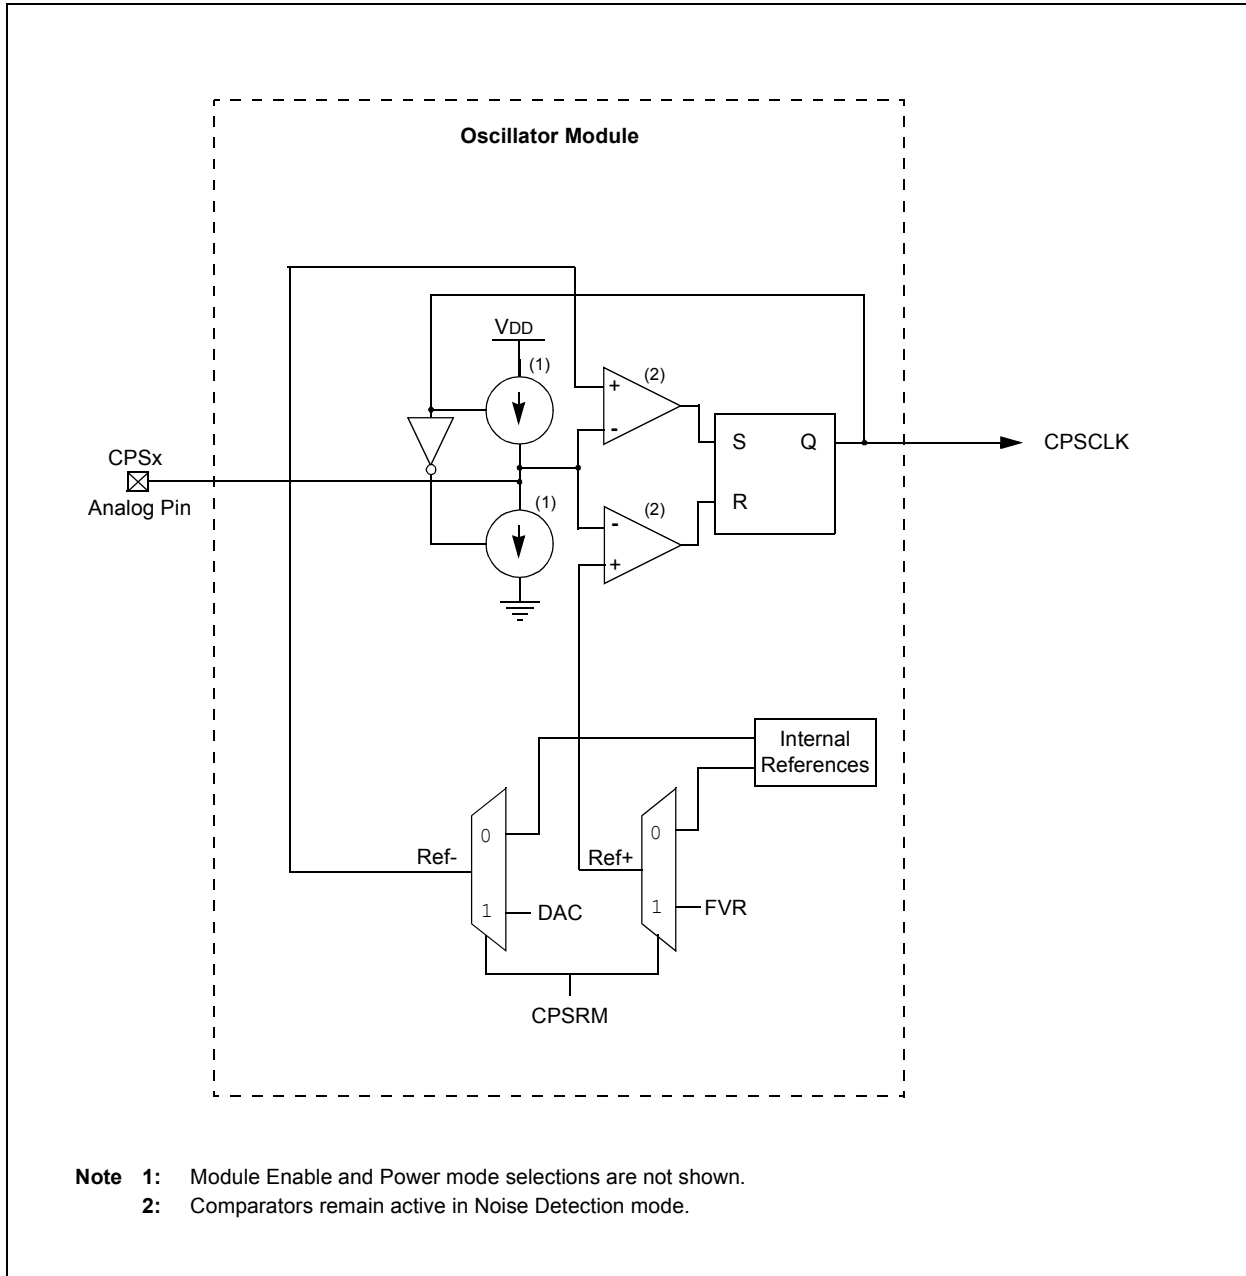 Oscillator Module
VDD
(1)
(2)
+
-
S Q
CPSCLK
CPSx
Analog Pin
(1)
(2)
R
-
+
Internal
References
0
0
Ref-
Ref+
1
DAC
1
FVR
CPSRM
Note 1: Module Enable and Power mode selections are not shown.
2: Comparators remain active in Noise Detection mode.